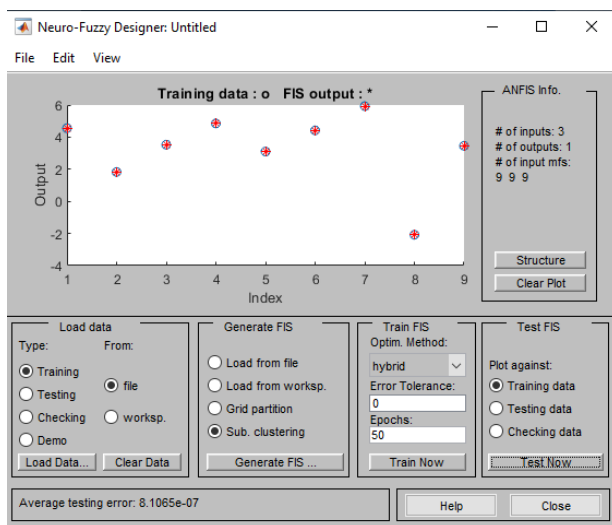 Neuro-Fuzzy Designer: Untitled
File Edit View
Training data : o FIS output : *
6
4
2
0
-2
-4
Output
1 2 3 4 5 6 7 8 9
Index
ANFIS Info.
# of inputs: 3
# of outputs: 1
# of input mfs:
9 9 9
Structure
Clear Plot
Load data
Type: From:
Training
Testing
Checking
Demo
file
worksp.
Load Data... Clear Data
Generate FIS
Load from file
Load from worksp.
Grid partition
Sub. clustering
Generate FIS ...
Train FIS
Optim. Method:
hybrid
Error Tolerance:
0
Epochs:
50
Train Now
Test FIS
Plot against:
Training data
Testing data
Checking data
Test Now
Average testing error: 8.1065e-07
Help Close